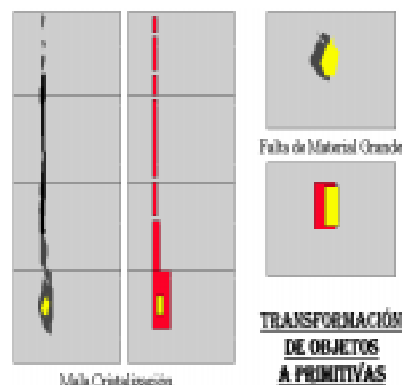 Falta de Material Grande
TRANSFORMACIÓN
DE OBJETOS
A PRIMITIVAS
Mala Cristalización